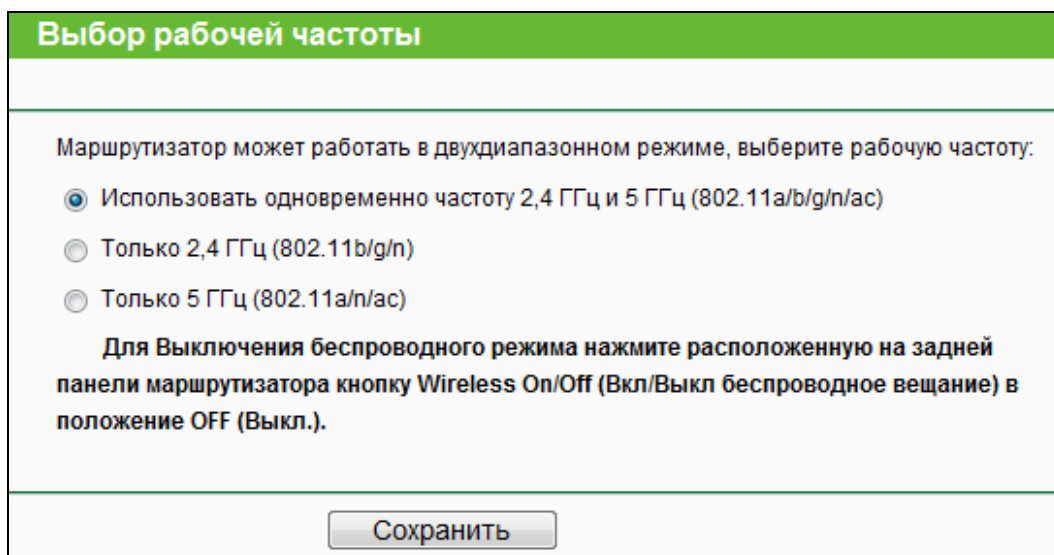 Выбор рабочей частоты
Маршрутизатор может работать в двухдиапазонном режиме, выберите рабочую частоту:
Использовать одновременно частоту 2,4 ГГц и 5 ГГц (802.11a/b/g/n/ac)
Только 2,4 ГГц (802.11b/g/n)
Только 5 ГГц (802.11a/n/ac)
Для Выключения беспроводного режима нажмите расположенную на задней
панели маршрутизатора кнопку Wireless On/Off (Вкл/Выкл беспроводное вещание) в
положение OFF (Выкл.).
Сохранить